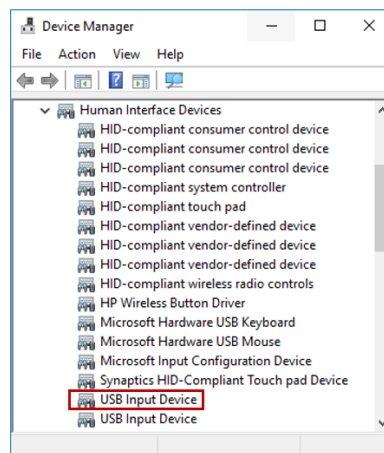 Device Manager
File Action View Help
Human Interface Devices
HID-compliant consumer control device
HID-compliant consumer control device
HID-compliant consumer control device
HID-compliant system controller
HID-compliant touch pad
HID-compliant vendor-defined device
HID-compliant vendor-defined device
HID-compliant vendor-defined device
HID-compliant wireless radio controls
HP Wireless Button Driver
Microsoft Hardware USB Keyboard
Microsoft Hardware USB Mouse
Microsoft Input Configuration Device
Synaptics HID-Compliant Touch pad Device
USB Input Device
USB Input Device